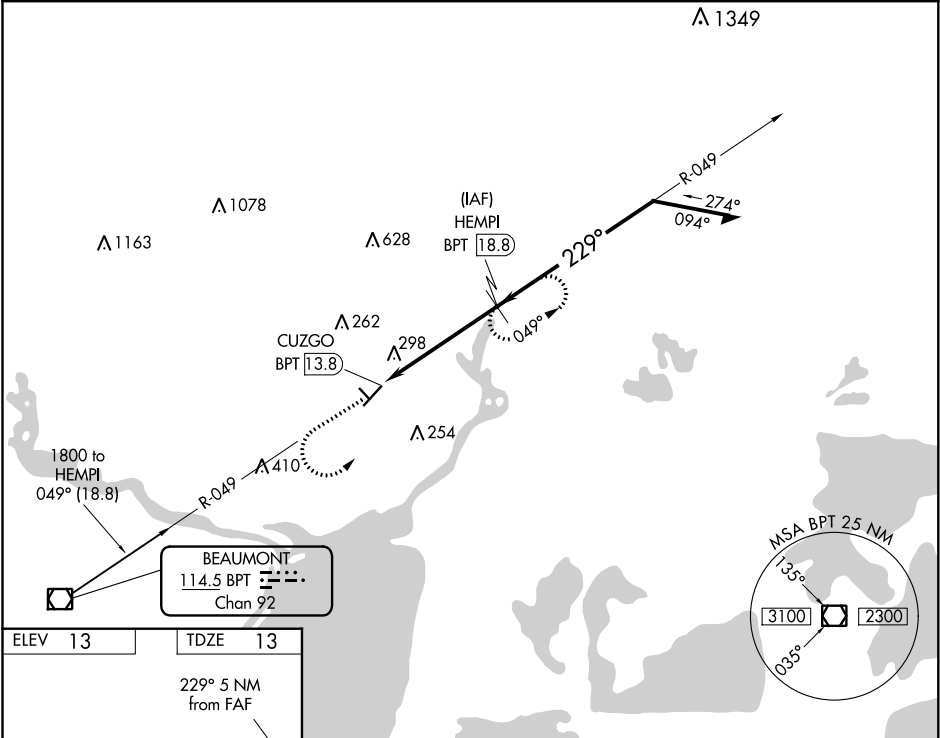 1349
R-049
274°
094°
1078
(IAF)
HEMPI
BPT 18.8
1163
628
229°
049°
262
298
CUZGO
BPT 13.8
254
1800 to
HEMPI
049° (18.8)
410
R-049
BEAUMONT
114.5 BPT
Chan 92
MSA BPT 25 NM
135°
3100
2300
035°
ELEV 13
TDZE 13
229° 5 NM
from FAF